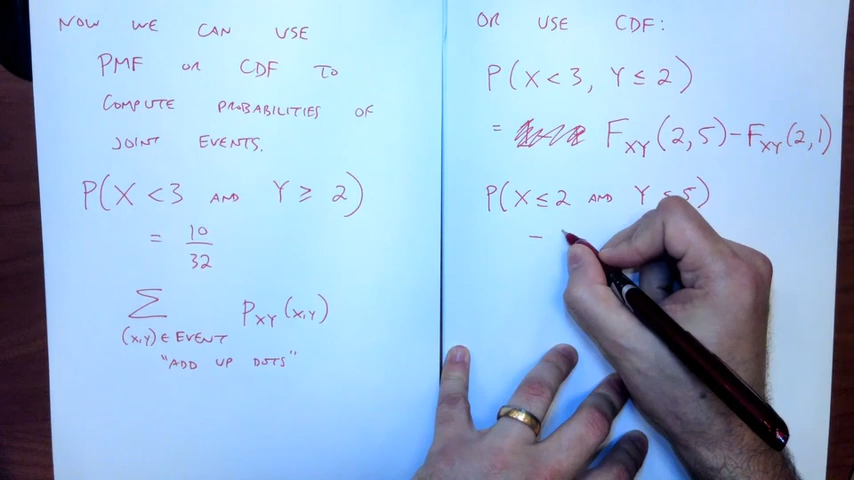 NOW WE CAN USE
PMF OR CDF TO
COMPUTE PROBABILITIES OF
JOINT EVENTS.
P(X < 3 AND Y ≥ 2)
= 10/32
∑ P_XY(x,y)
(x,y) ∈ EVENT
"ADD UP DOTS"
OR USE CDF:
P(X < 3, Y ≤ 2)
= F_XY(2,5) - F_XY(2,1)
P(X ≤ 2 AND Y ≤ 5)
-